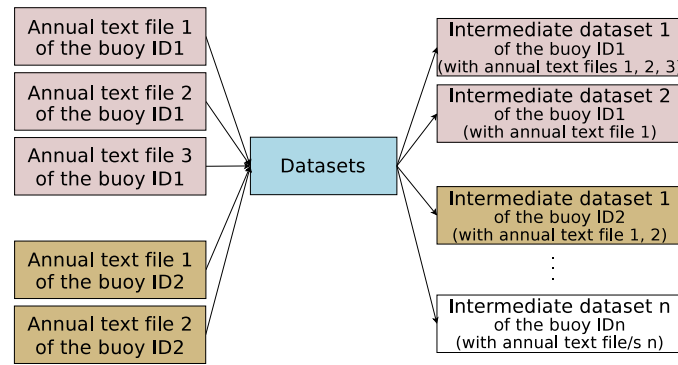 Annual text file 1
of the buoy ID1
Annual text file 2
of the buoy ID1
Annual text file 3
of the buoy ID1
Annual text file 1
of the buoy ID2
Annual text file 2
of the buoy ID2
Datasets
Intermediate dataset 1
of the buoy ID1
(with annual text files 1, 2, 3)
Intermediate dataset 2
of the buoy ID1
(with annual text file 1)
Intermediate dataset 1
of the buoy ID2
(with annual text file 1, 2)
Intermediate dataset n
of the buoy IDn
(with annual text file/s n)